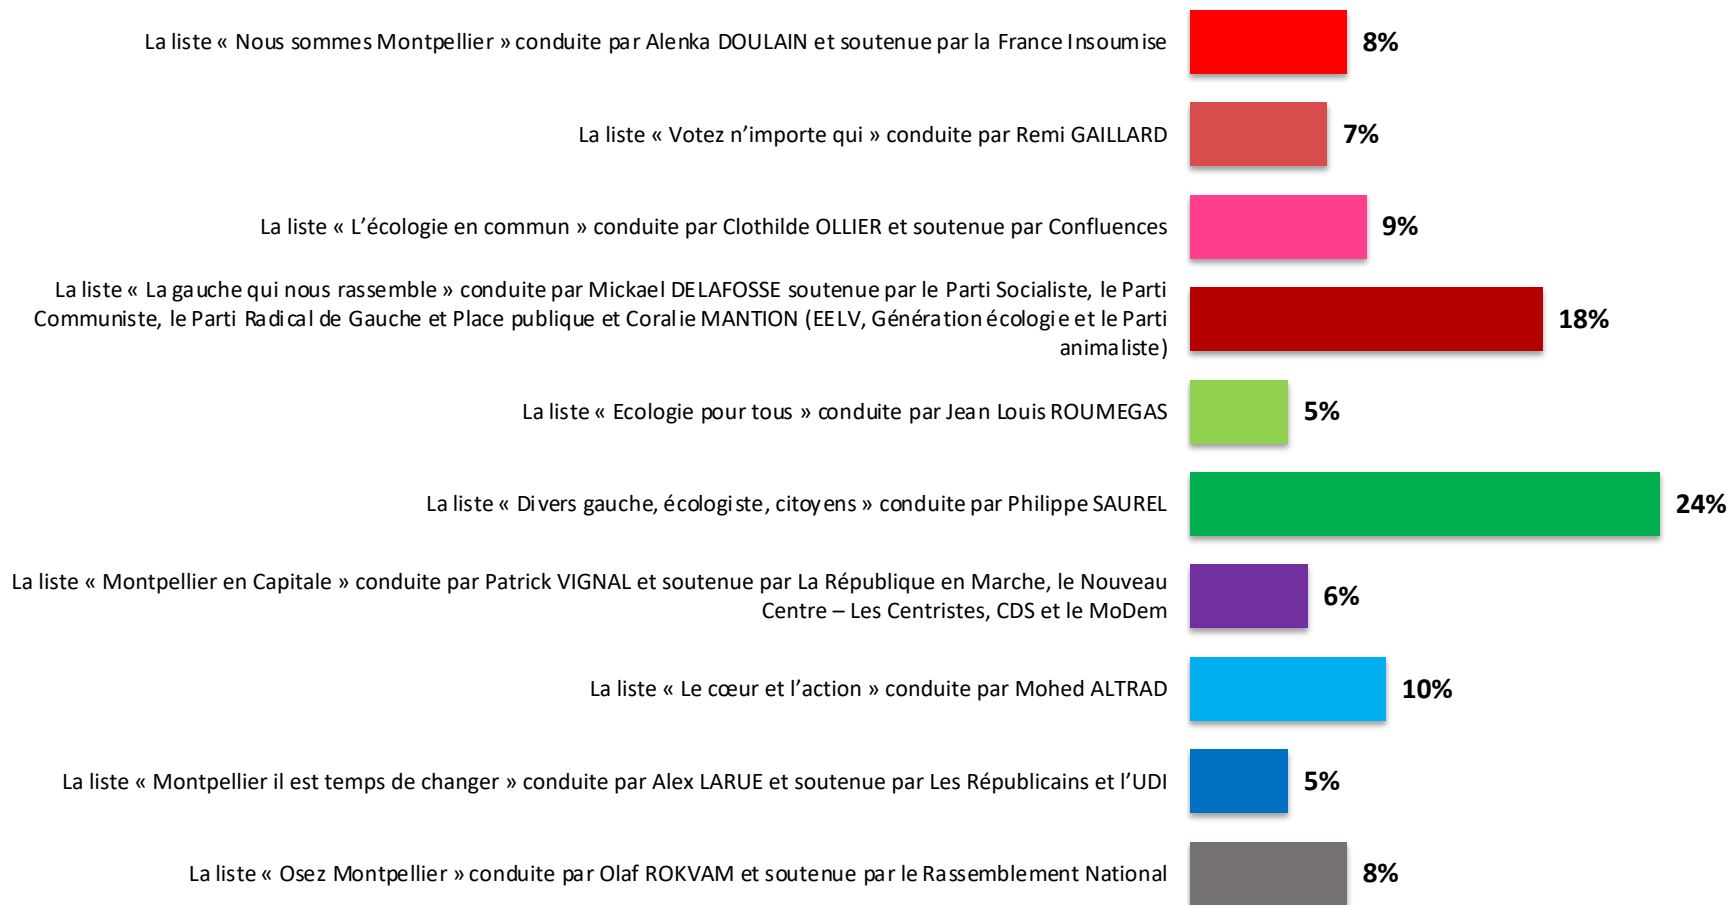 La liste « Nous sommes Montpellier » conduite par Alenka DOULAIN et soutenue par la France Insoumise
8%
La liste « Votez n’importe qui » conduite par Remi GAILLARD
7%
La liste « L’écologie en commun » conduite par Clothilde OLLIER et soutenue par Confluences
9%
La liste « La gauche qui nous rassemble » conduite par Mickael DELAFOSSE soutenue par le Parti Socialiste, le Parti
Communiste, le Parti Radical de Gauche et Place publique et Coralie MANTION (EELV, Génération écologie et le Parti
animaliste)
18%
La liste « Ecologie pour tous » conduite par Jean Louis ROUMEGAS
5%
La liste « Divers gauche, écologiste, citoyens » conduite par Philippe SAUREL
24%
La liste « Montpellier en Capitale » conduite par Patrick VIGNAL et soutenue par La République en Marche, le Nouveau
Centre – Les Centristes, CDS et le MoDem
6%
La liste « Le cœur et l’action » conduite par Mohed ALTRAD
10%
La liste « Montpellier il est temps de changer » conduite par Alex LARUE et soutenue par Les Républicains et l’UDI
5%
La liste « Osez Montpellier » conduite par Olaf ROKVAM et soutenue par le Rassemblement National
8%